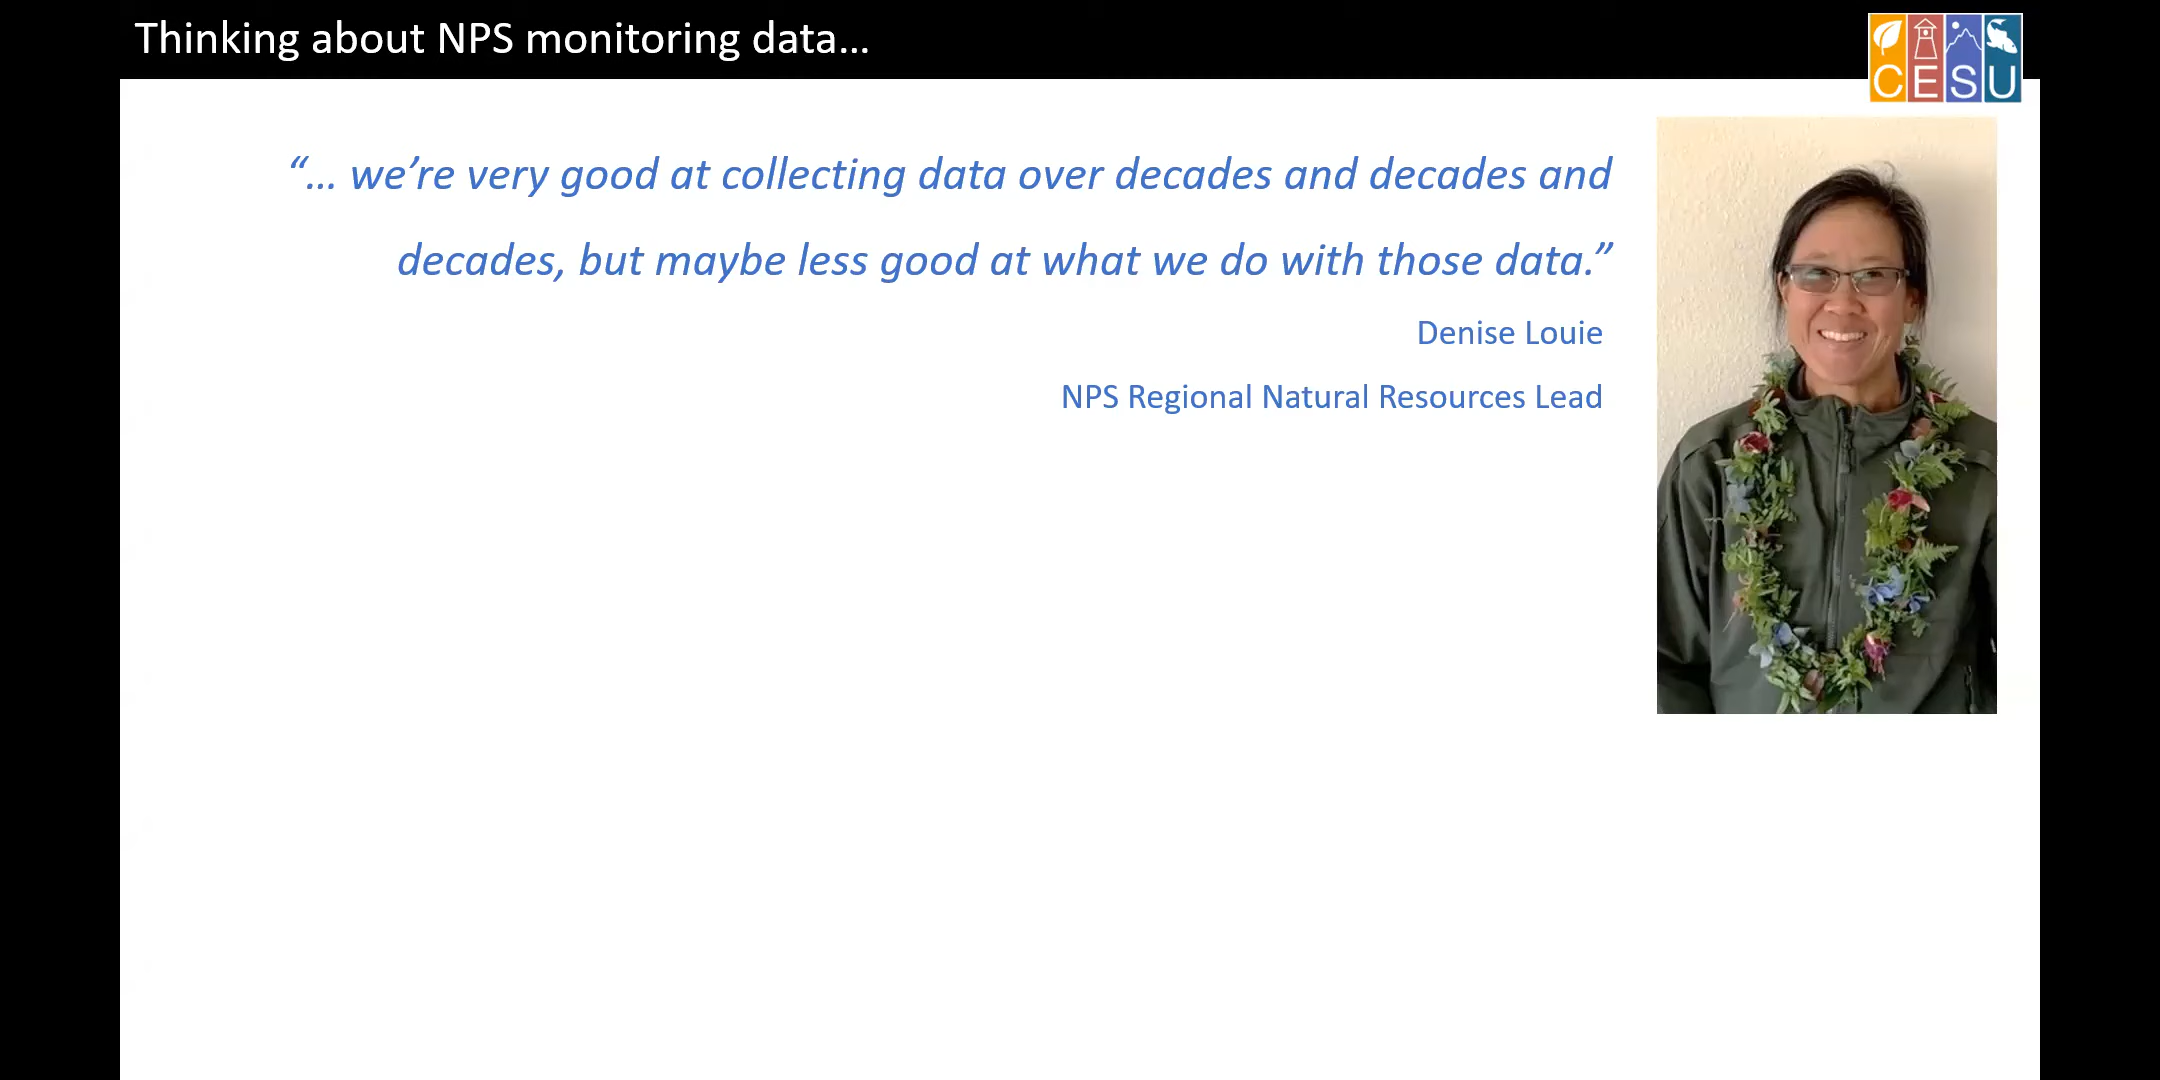 Thinking about NPS monitoring data...
CESU
“... we’re very good at collecting data over decades and decades and
decades, but maybe less good at what we do with those data.”
Denise Louie
NPS Regional Natural Resources Lead